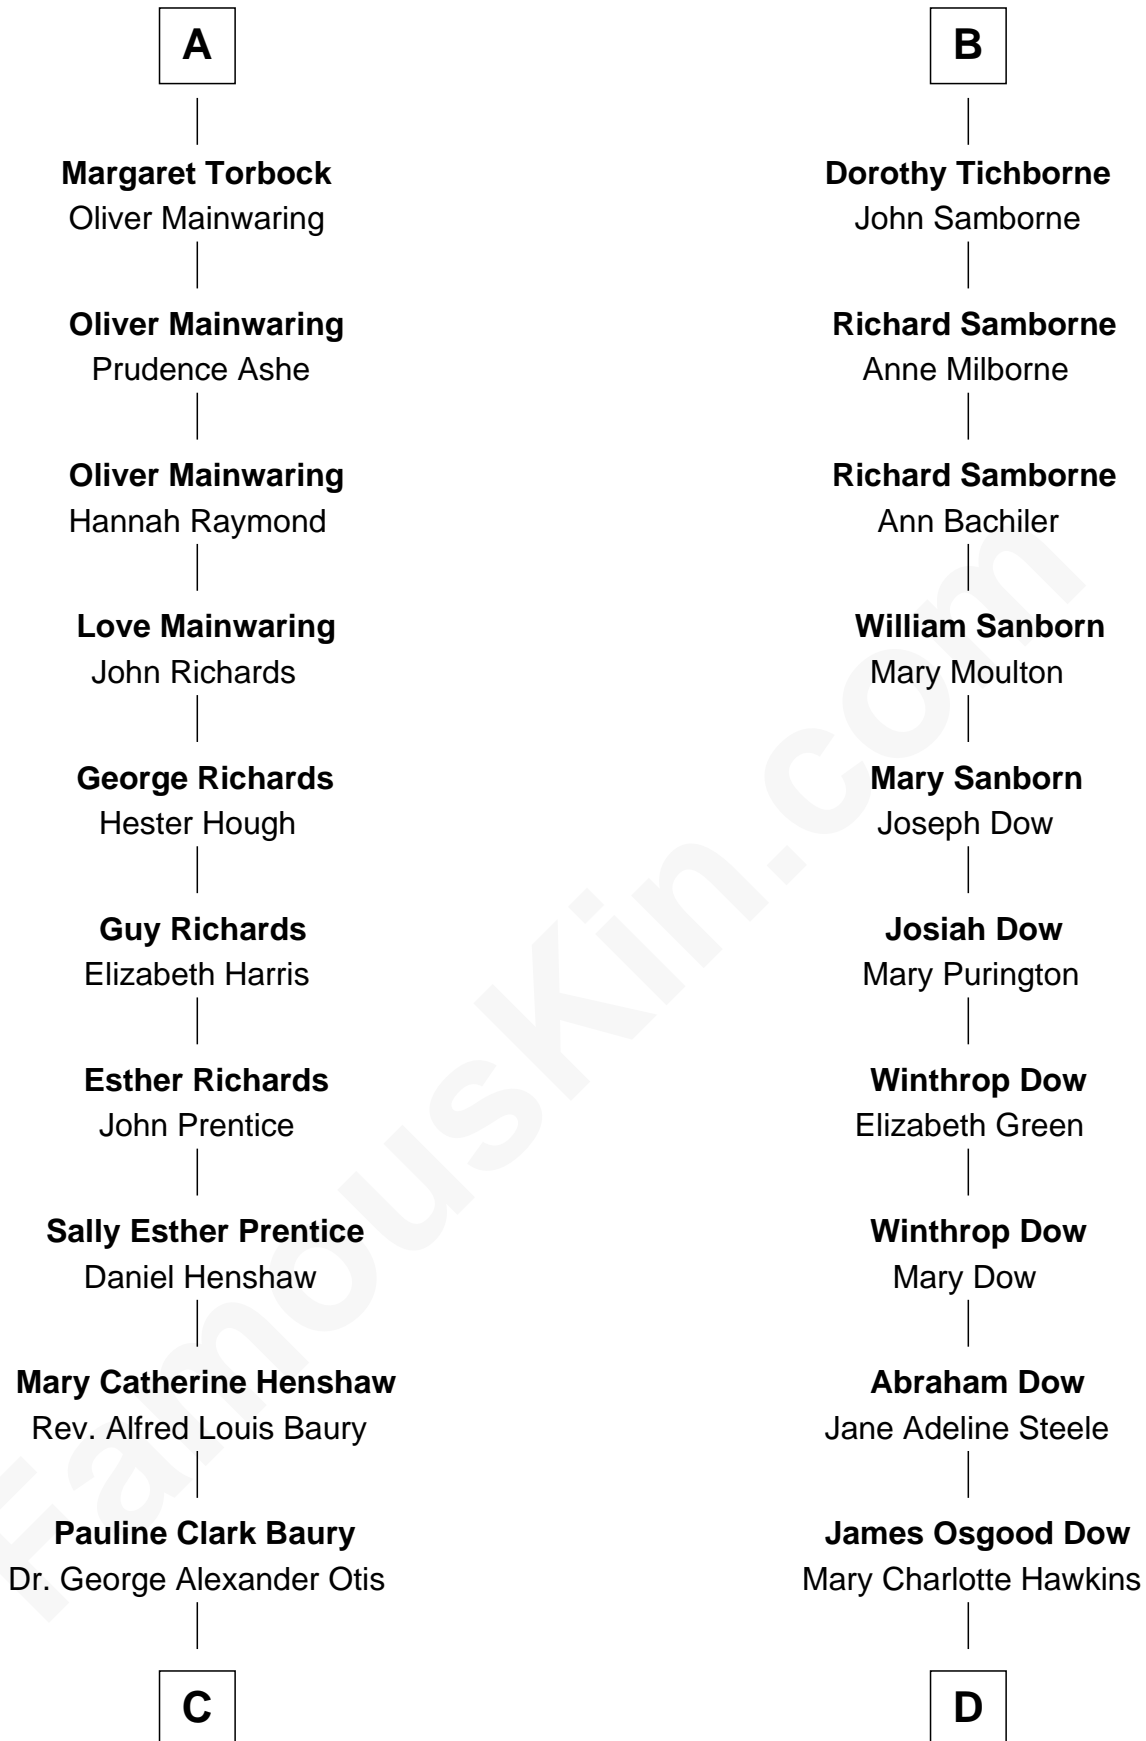 A
Margaret Torbock
Oliver Mainwaring
Oliver Mainwaring
Prudence Ashe
Oliver Mainwaring
Hannah Raymond
Love Mainwaring
John Richards
George Richards
Hester Hough
Guy Richards
Elizabeth Harris
Esther Richards
John Prentice
Sally Esther Prentice
Daniel Henshaw
Mary Catherine Henshaw
Rev. Alfred Louis Baury
Pauline Clark Baury
Dr. George Alexander Otis
C
B
Dorothy Tichborne
John Samborne
Richard Samborne
Anne Milborne
Richard Samborne
Ann Bachiler
William Sanborn
Mary Moulton
Mary Sanborn
Joseph Dow
Josiah Dow
Mary Purington
Winthrop Dow
Elizabeth Green
Winthrop Dow
Mary Dow
Abraham Dow
Jane Adeline Steele
James Osgood Dow
Mary Charlotte Hawkins
D
FamousKin.com